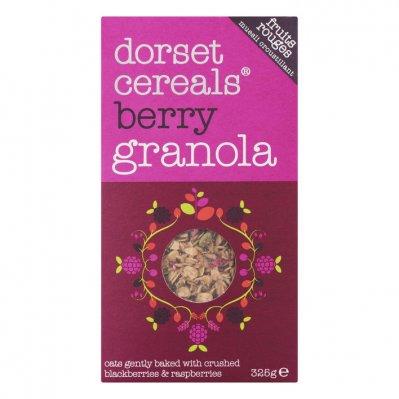 fruits
rouges
muesli croustillant
dorset
cereals®
berry
granola
oats gently baked with crushed
blackberries & raspberries
325g ℮